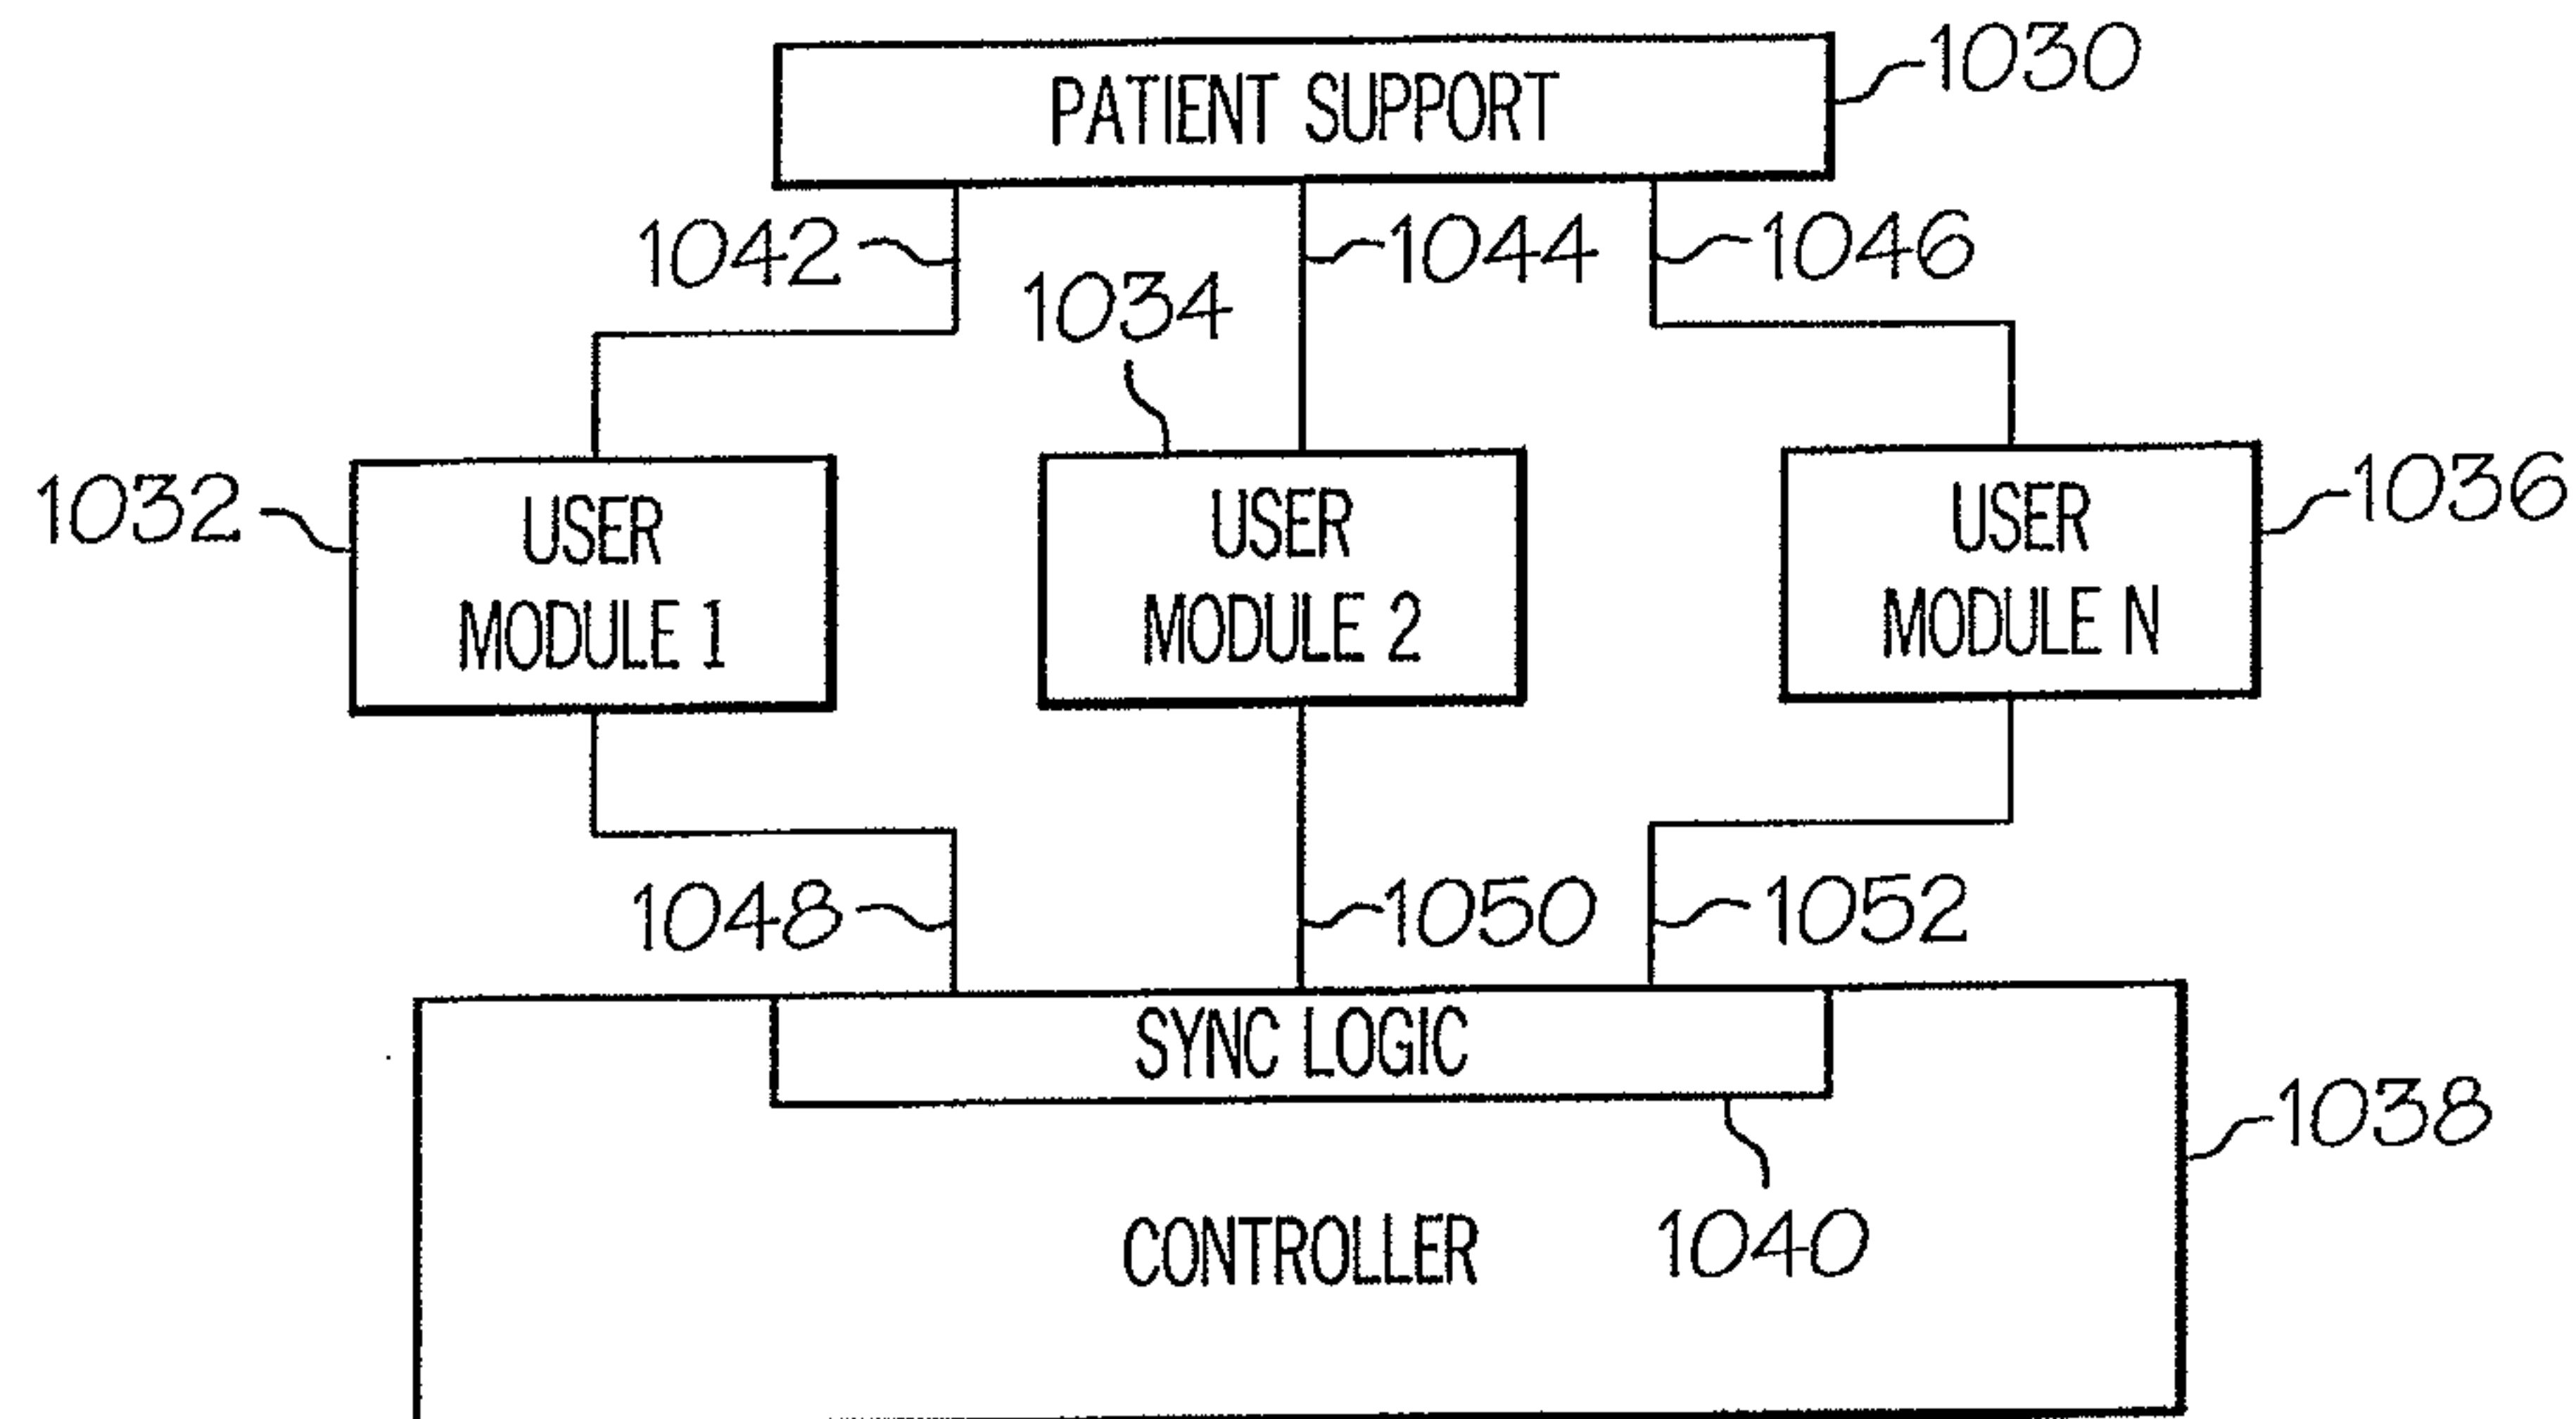 PATIENT SUPPORT
1030
1042
1044
1046
1034
1032
USER
MODULE 1
USER
MODULE 2
USER
MODULE N
1036
1048
1050
1052
SYNC LOGIC
1038
CONTROLLER
1040